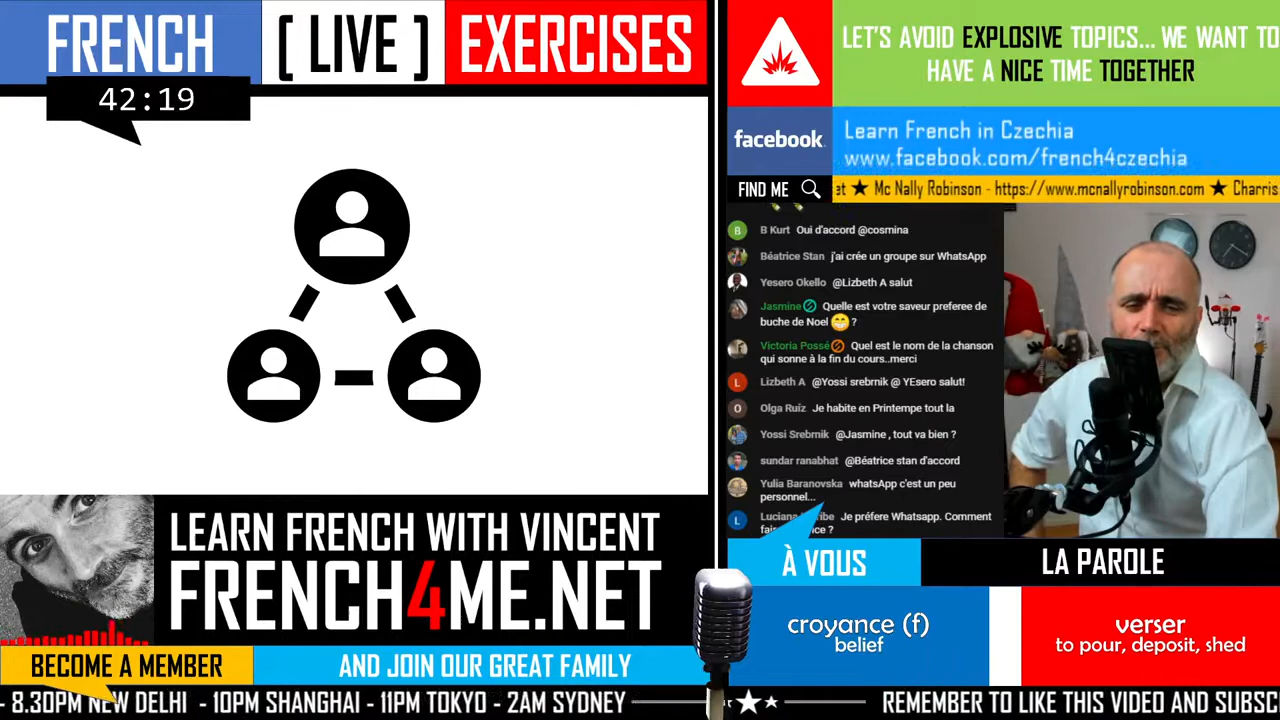 FRENCH [ LIVE ] EXERCISES
42:19
LET'S AVOID EXPLOSIVE TOPICS... WE WANT TO
HAVE A NICE TIME TOGETHER
facebook.
Learn French in Czechia
www.facebook.com/french4czechia
FIND ME
et ★ Mc Nally Robinson - https://www.mcnallyrobinson.com ★ Charris
B Kurt Oui d'accord @cosmina
Béatrice Stan j'ai crée un groupe sur WhatsApp
Yesero Okello @Lizbeth A salut
Jasmine Quelle est votre saveur preferee de
buche de Noel 😁 ?
Victoria Possé Quel est le nom de la chanson
qui sonne à la fin du cours..merci
L Lizbeth A @Yossi srebrnik @ YEsero salut!
O Olga Ruíz Je habite en Printempe tout la
Yossi Srebrnik @Jasmine , tout va bien ?
sundar ranabhat @Béatrice stan d'accord
Yulia Baranovska whatsApp c'est un peu
personnel...
L Je préfere Whatsapp. Comment
?
À VOUS LA PAROLE
croyance (f)
belief
verser
to pour, deposit, shed
LEARN FRENCH WITH VINCENT
FRENCH4ME.NET
BECOME A MEMBER AND JOIN OUR GREAT FAMILY
- 8.30PM NEW DELHI - 10PM SHANGHAI - 11PM TOKYO - 2AM SYDNEY REMEMBER TO LIKE THIS VIDEO AND SUBSC